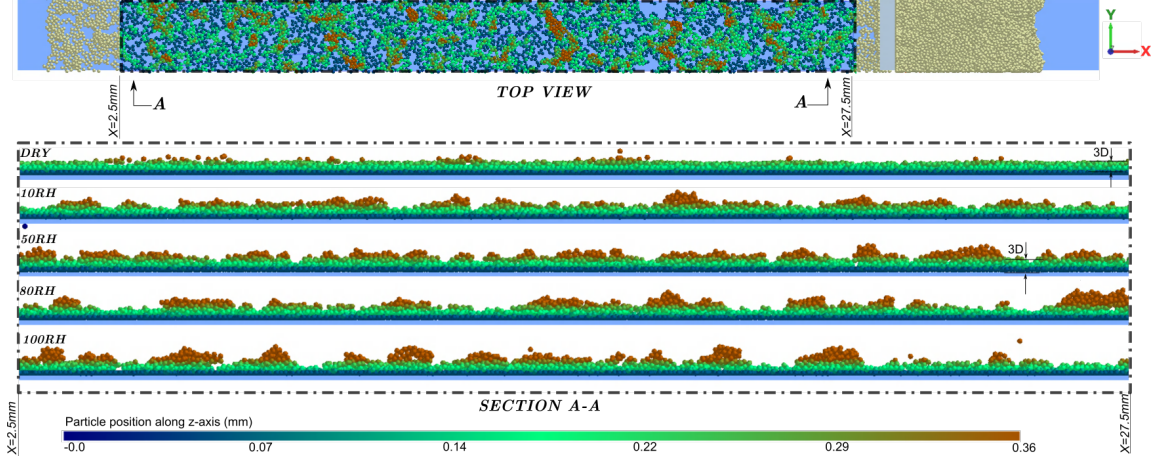 Y
X
A
A
TOP VIEW
X=2.5mm
X=27.5mm
DRY
3D
10RH
50RH
3D
80RH
100RH
SECTION A-A
X=2.5mm
X=27.5mm
Particle position along z-axis (mm)
-0.0 0.07 0.14 0.22 0.29 0.36